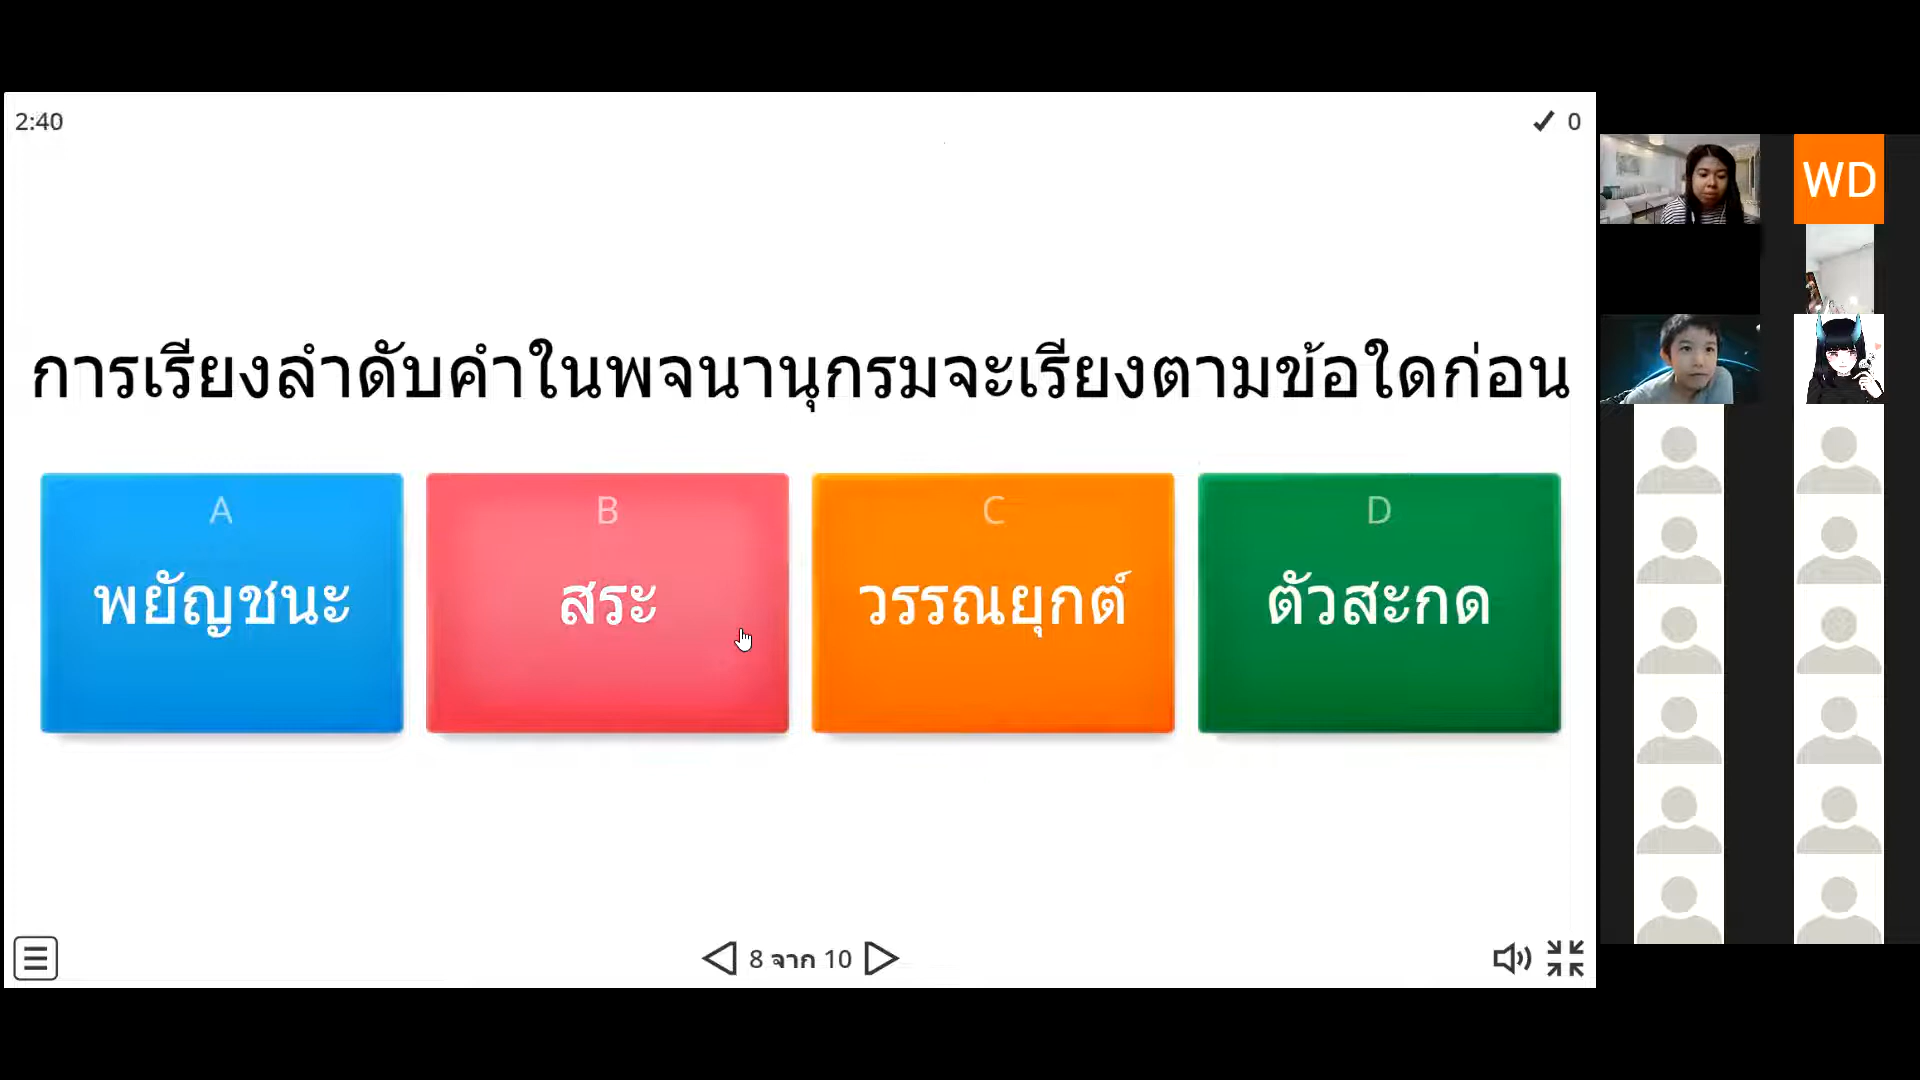 2:40
0
WD
การเรียงลำดับคำในพจนานุกรมจะเรียงตามข้อใดก่อน
A
พยัญชนะ
B
สระ
C
วรรณยุกต์
D
ตัวสะกด
8 จาก 10